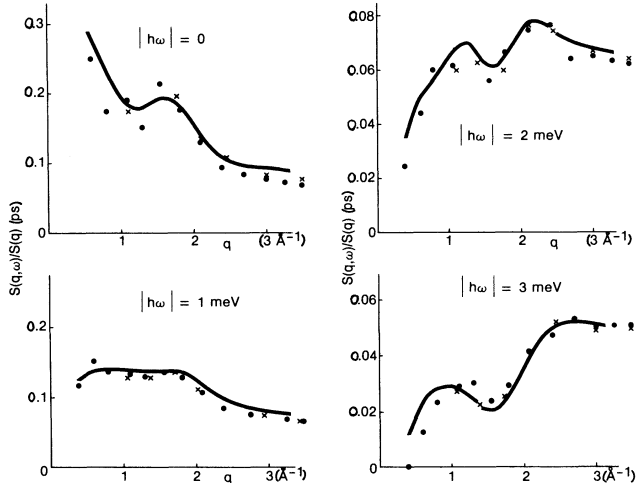 0.3
0.2
0.1
0
|hω| = 0
1
2
q
(3 Å⁻¹)
S(q,ω)/S(q) (ps)
0.08
0.06
0.04
0.02
0
|hω| = 2 meV
1
2
q
(3 Å⁻¹)
S(q,ω)/S(q) (ps)
0.2
0.1
0
|hω| = 1 meV
1
2
q
3(Å⁻¹)
0.06
0.04
0.02
0
|hω| = 3 meV
1
2
q
3(Å⁻¹)